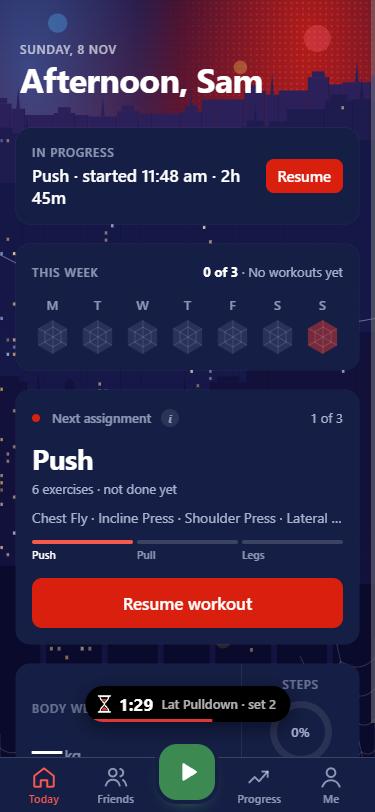 SUNDAY, 8 NOV
Afternoon, Sam
IN PROGRESS
Push · started 11:48 am · 2h
45m
Resume
THIS WEEK
0 of 3 · No workouts yet
M T W T F S S
Next assignment i
1 of 3
Push
6 exercises · not done yet
Chest Fly · Incline Press · Shoulder Press · Lateral ...
Push Pull Legs
Resume workout
STEPS
BODY WE
1:29 Lat Pulldown · set 2
0%
kg
Today Friends Progress Me